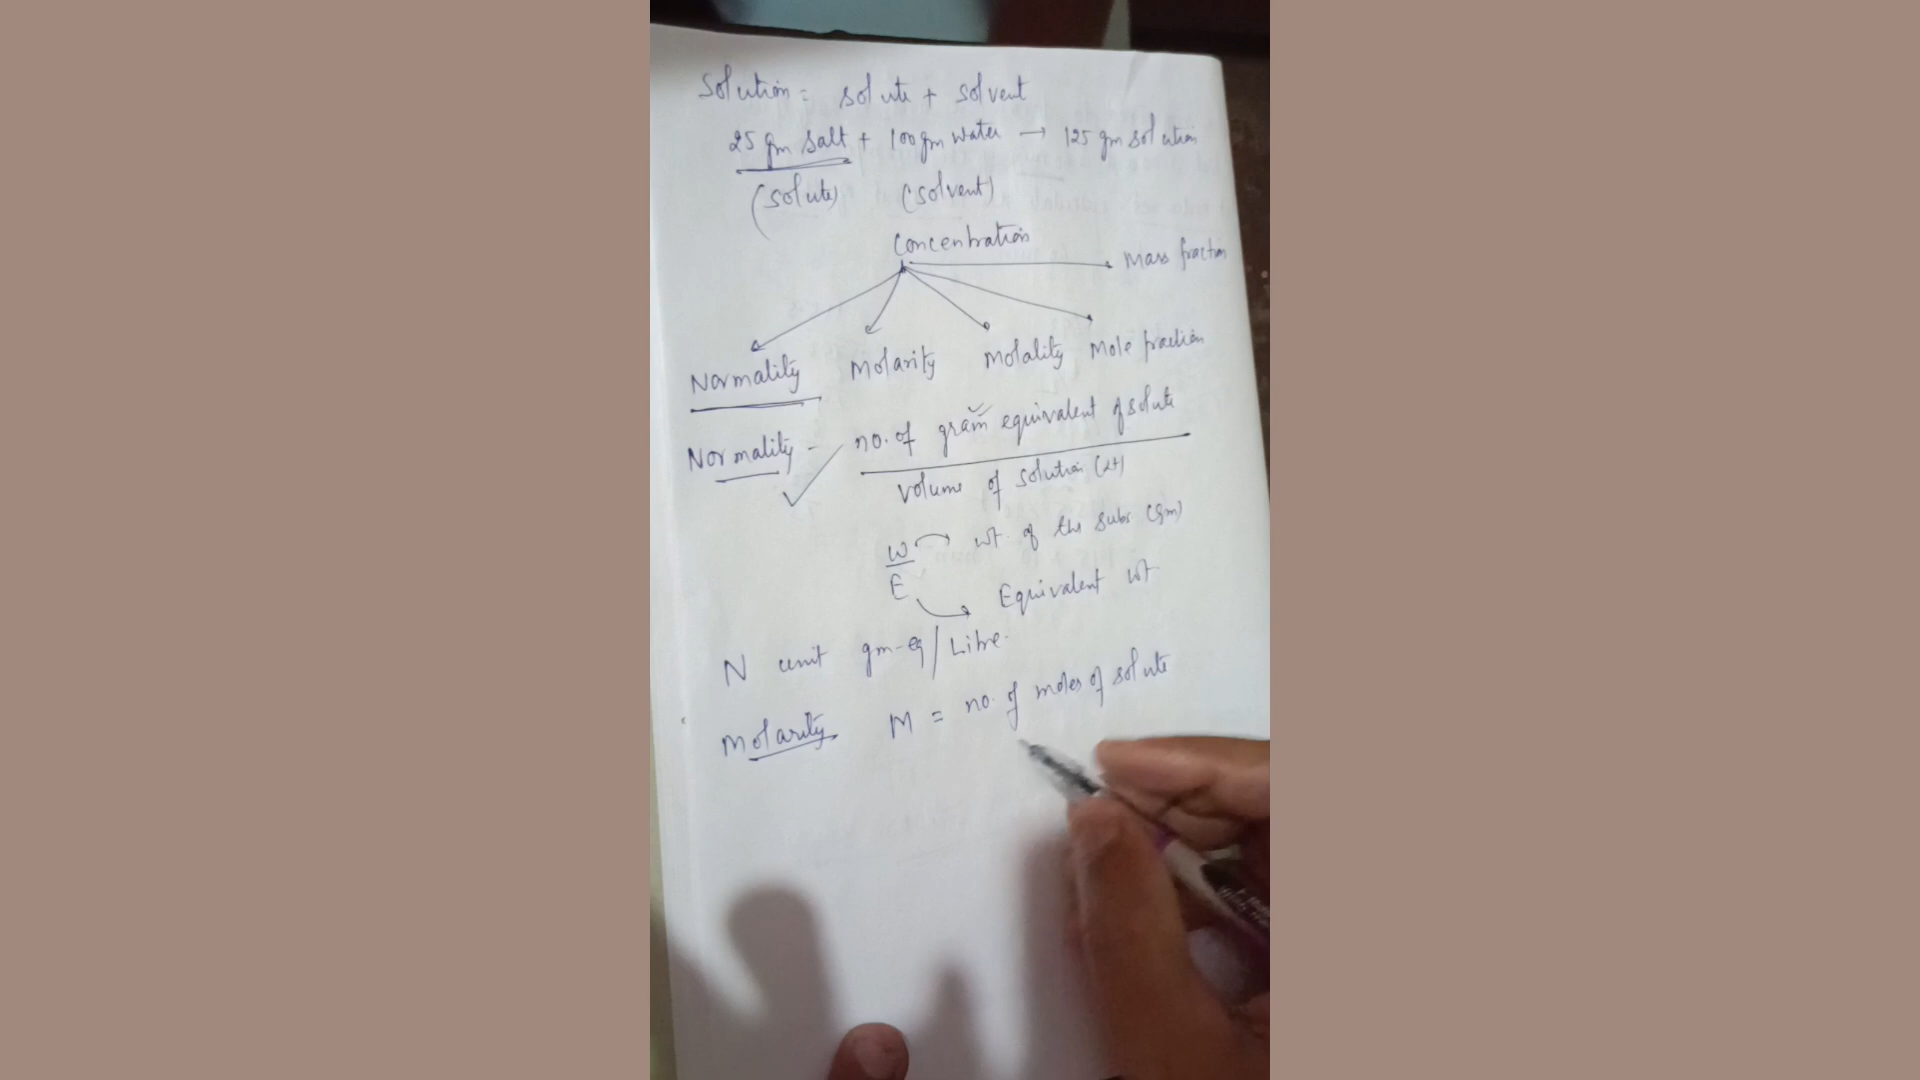 Solution = solute + solvent
25 gm salt + 100 gm water → 125 gm solution
(solute) (solvent)
Concentration
Mass fraction
Normality Molarity Molality Mole fraction
Normality - no. of gram equivalent of solute
volume of solution (Lt)
W wt. of the subs (gm)
E Equivalent wt
N unit gm-eq/Litre.
Molarity M = no. of moles of solute